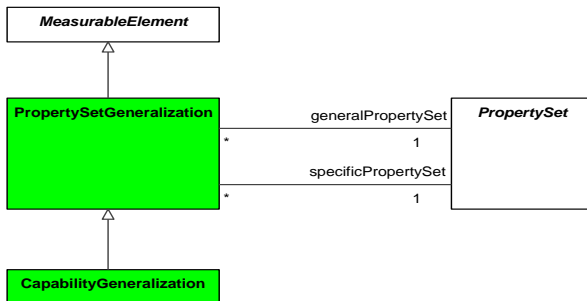 MeasurableElement
PropertySetGeneralization
generalPropertySet
PropertySet
*
1
specificPropertySet
*
1
CapabilityGeneralization